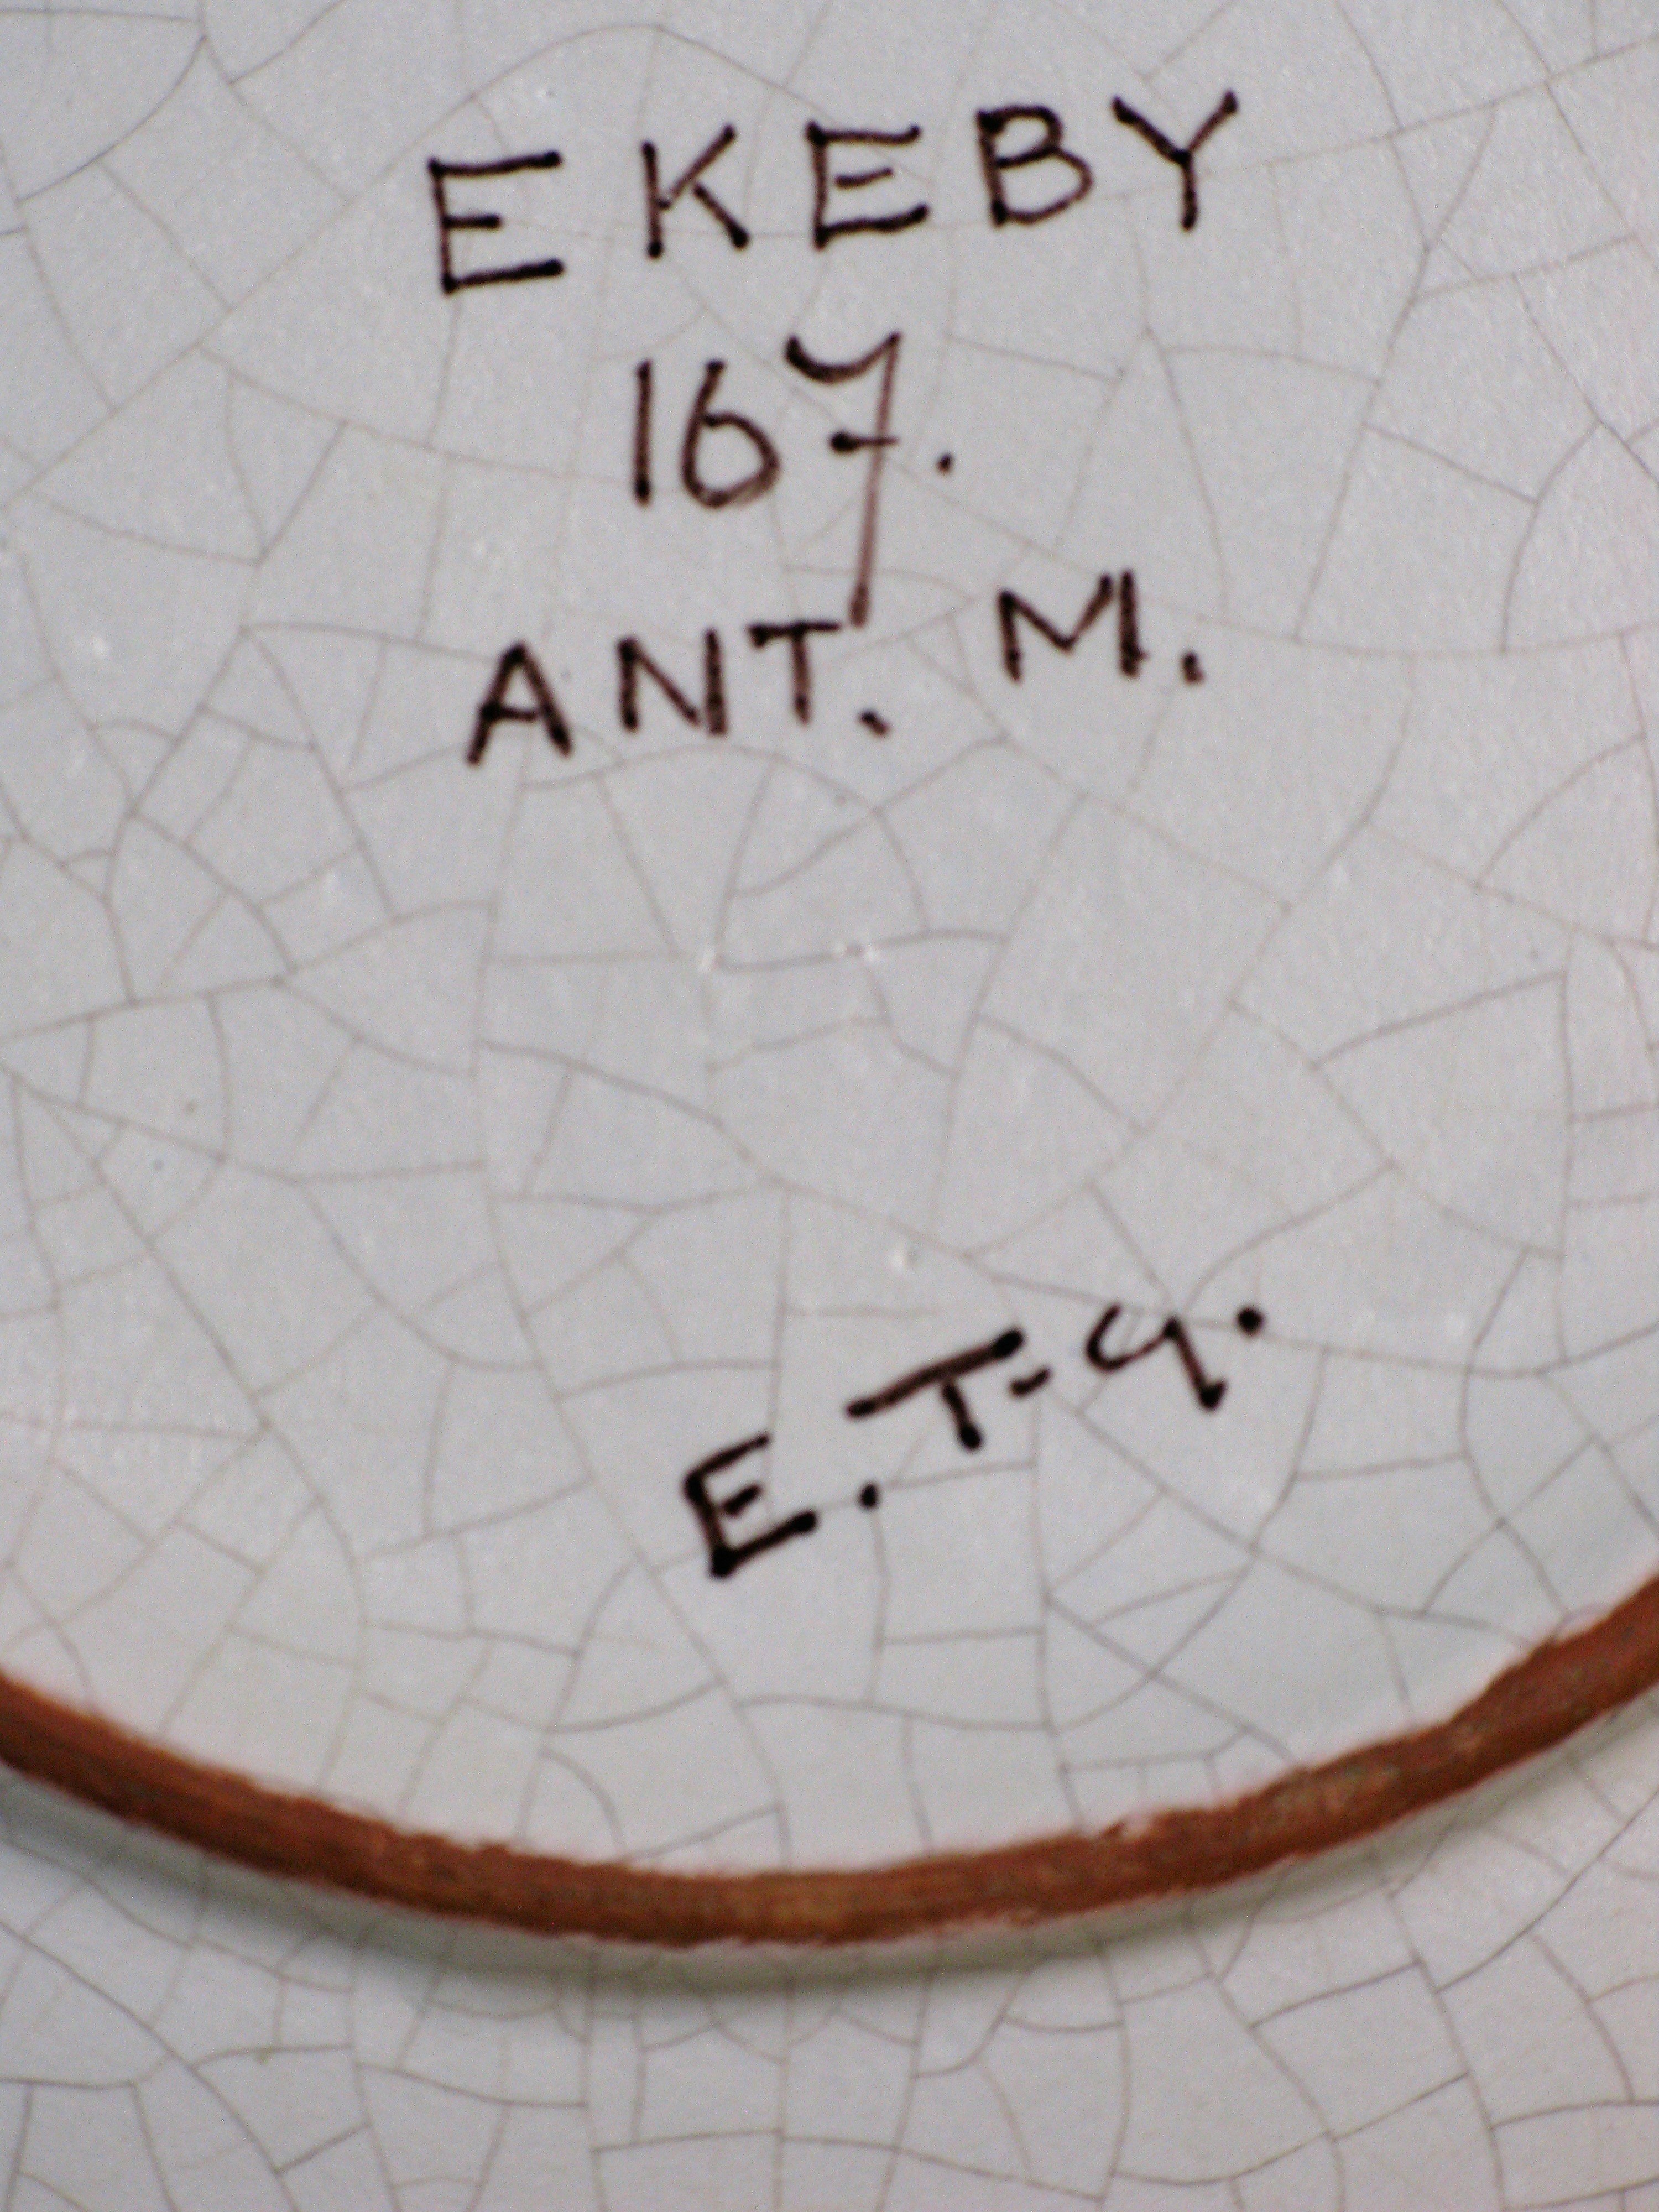 EKEBY
167.
ANT. M.
E.T-q.